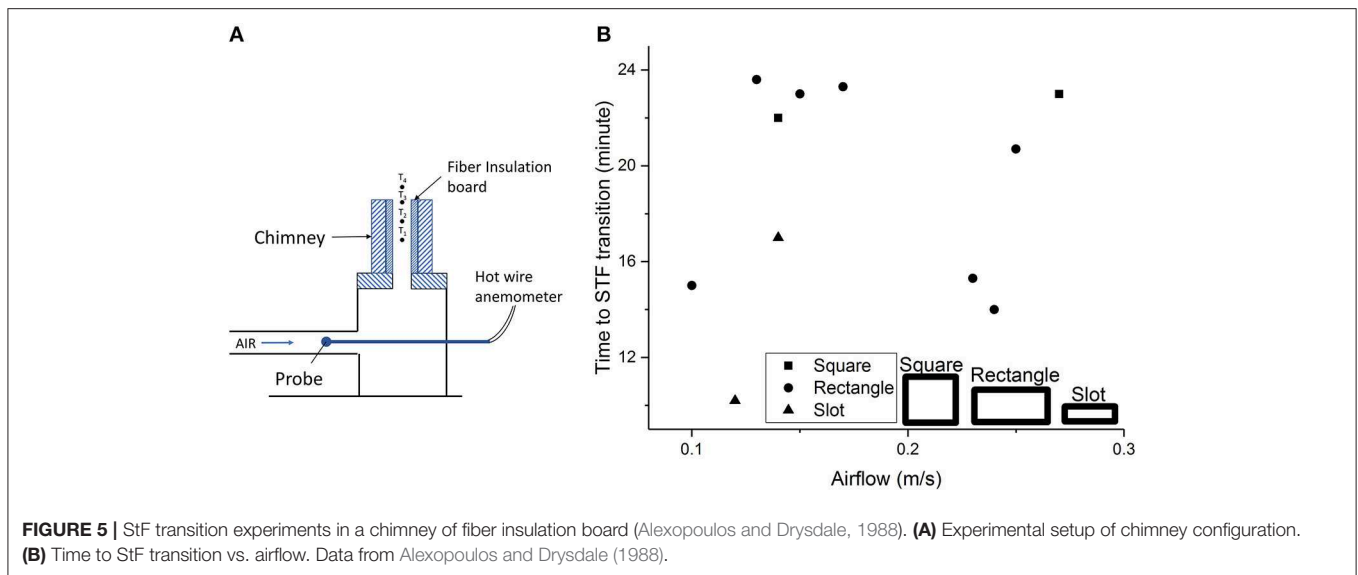 A
T4
T3
T2
T1
Fiber Insulation
board
Chimney
Hot wire
anemometer
AIR
Probe
B
Time to STF transition (minute)
24
20
16
12
Square
Rectangle
Slot
Square
Rectangle
Slot
0.1
0.2
0.3
Airflow (m/s)
FIGURE 5 | StF transition experiments in a chimney of fiber insulation board (Alexopoulos and Drysdale, 1988). (A) Experimental setup of chimney configuration.
(B) Time to StF transition vs. airflow. Data from Alexopoulos and Drysdale (1988).